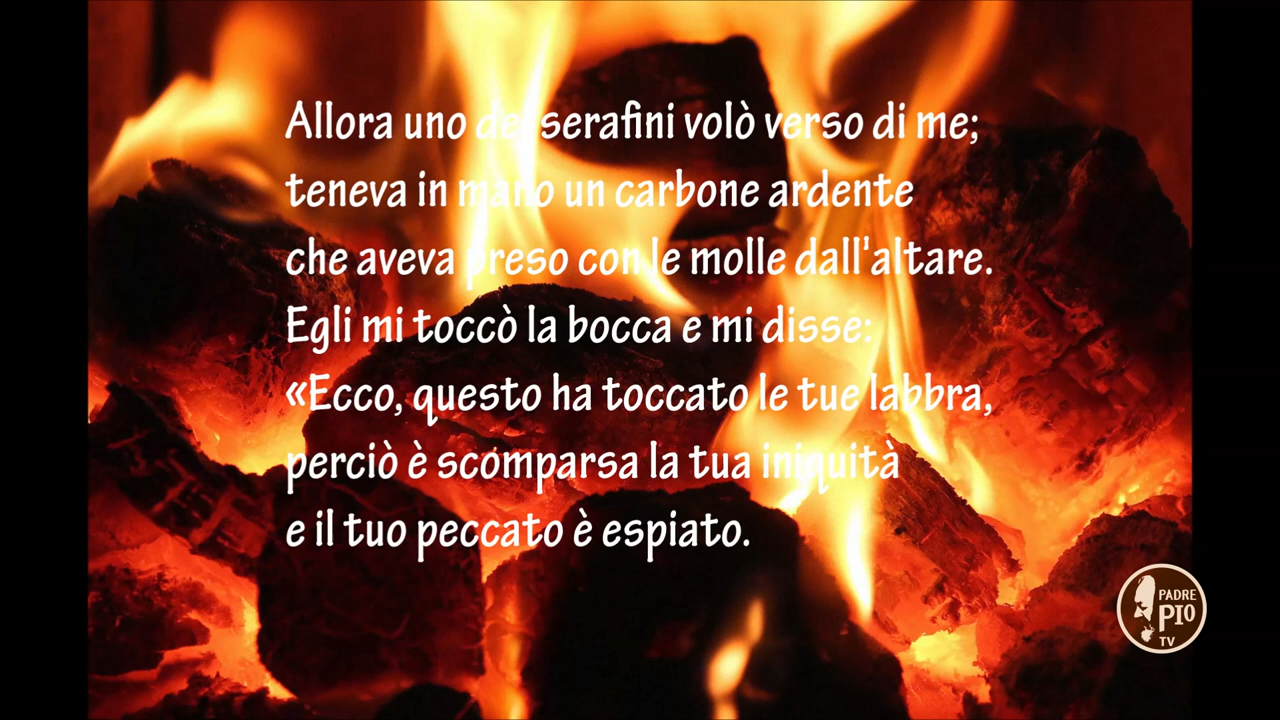 Allora uno dei serafini volò verso di me;
teneva in mano un carbone ardente
che aveva preso con le molle dall'altare.
Egli mi toccò la bocca e mi disse:
«Ecco, questo ha toccato le tue labbra,
perciò è scomparsa la tua iniquità
e il tuo peccato è espiato.
PADRE
PIO
TV